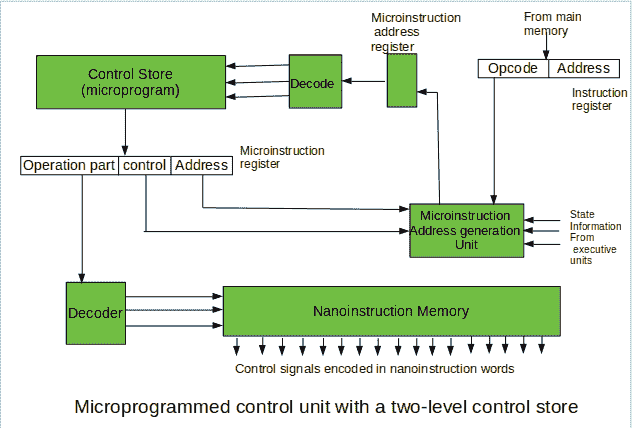 Microinstruction
address
register
From main
memory
Control Store
(microprogram)
Decode
Opcode
Address
Instruction
register
Microinstruction
register
Operation part
control
Address
Microinstruction
Address generation
Unit
State
Information
From
executive
units
Decoder
Nanoinstruction Memory
Control signals encoded in nanoinstruction words
Microprogrammed control unit with a two-level control store